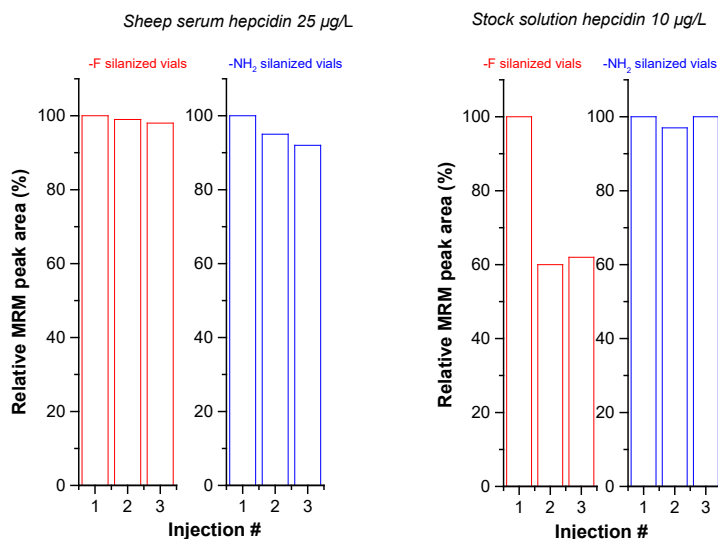 Sheep serum hepcidin 25 µg/L
-F silanized vials
-NH2 silanized vials
Relative MRM peak area (%)
100
80
60
40
20
0
100
80
60
40
20
0
1 2 3
1 2 3
Injection #
Stock solution hepcidin 10 µg/L
-F silanized vials
-NH2 silanized vials
Relative MRM peak area (%)
100
80
60
40
20
0
100
80
60
40
20
0
1 2 3
1 2 3
Injection #